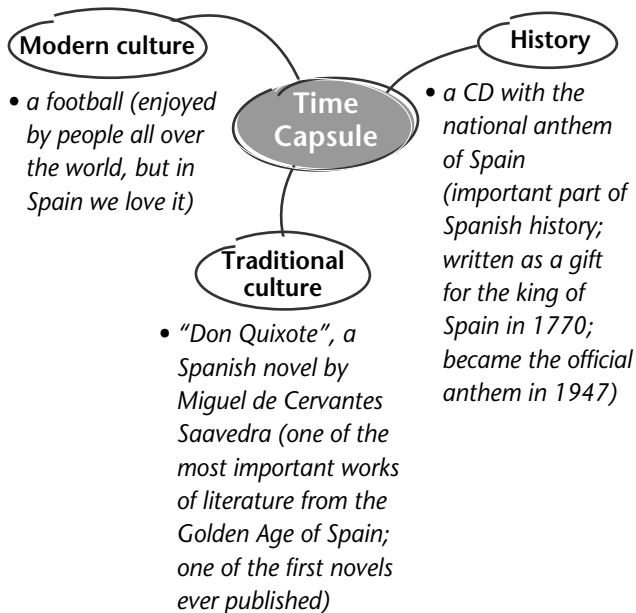 Modern culture
• a football (enjoyed
by people all over
the world, but in
Spain we love it)
Time
Capsule
History
• a CD with the
national anthem
of Spain
(important part of
Spanish history;
written as a gift
for the king of
Spain in 1770;
became the official
anthem in 1947)
Traditional
culture
• “Don Quixote”, a
Spanish novel by
Miguel de Cervantes
Saavedra (one of the
most important works
of literature from the
Golden Age of Spain;
one of the first novels
ever published)